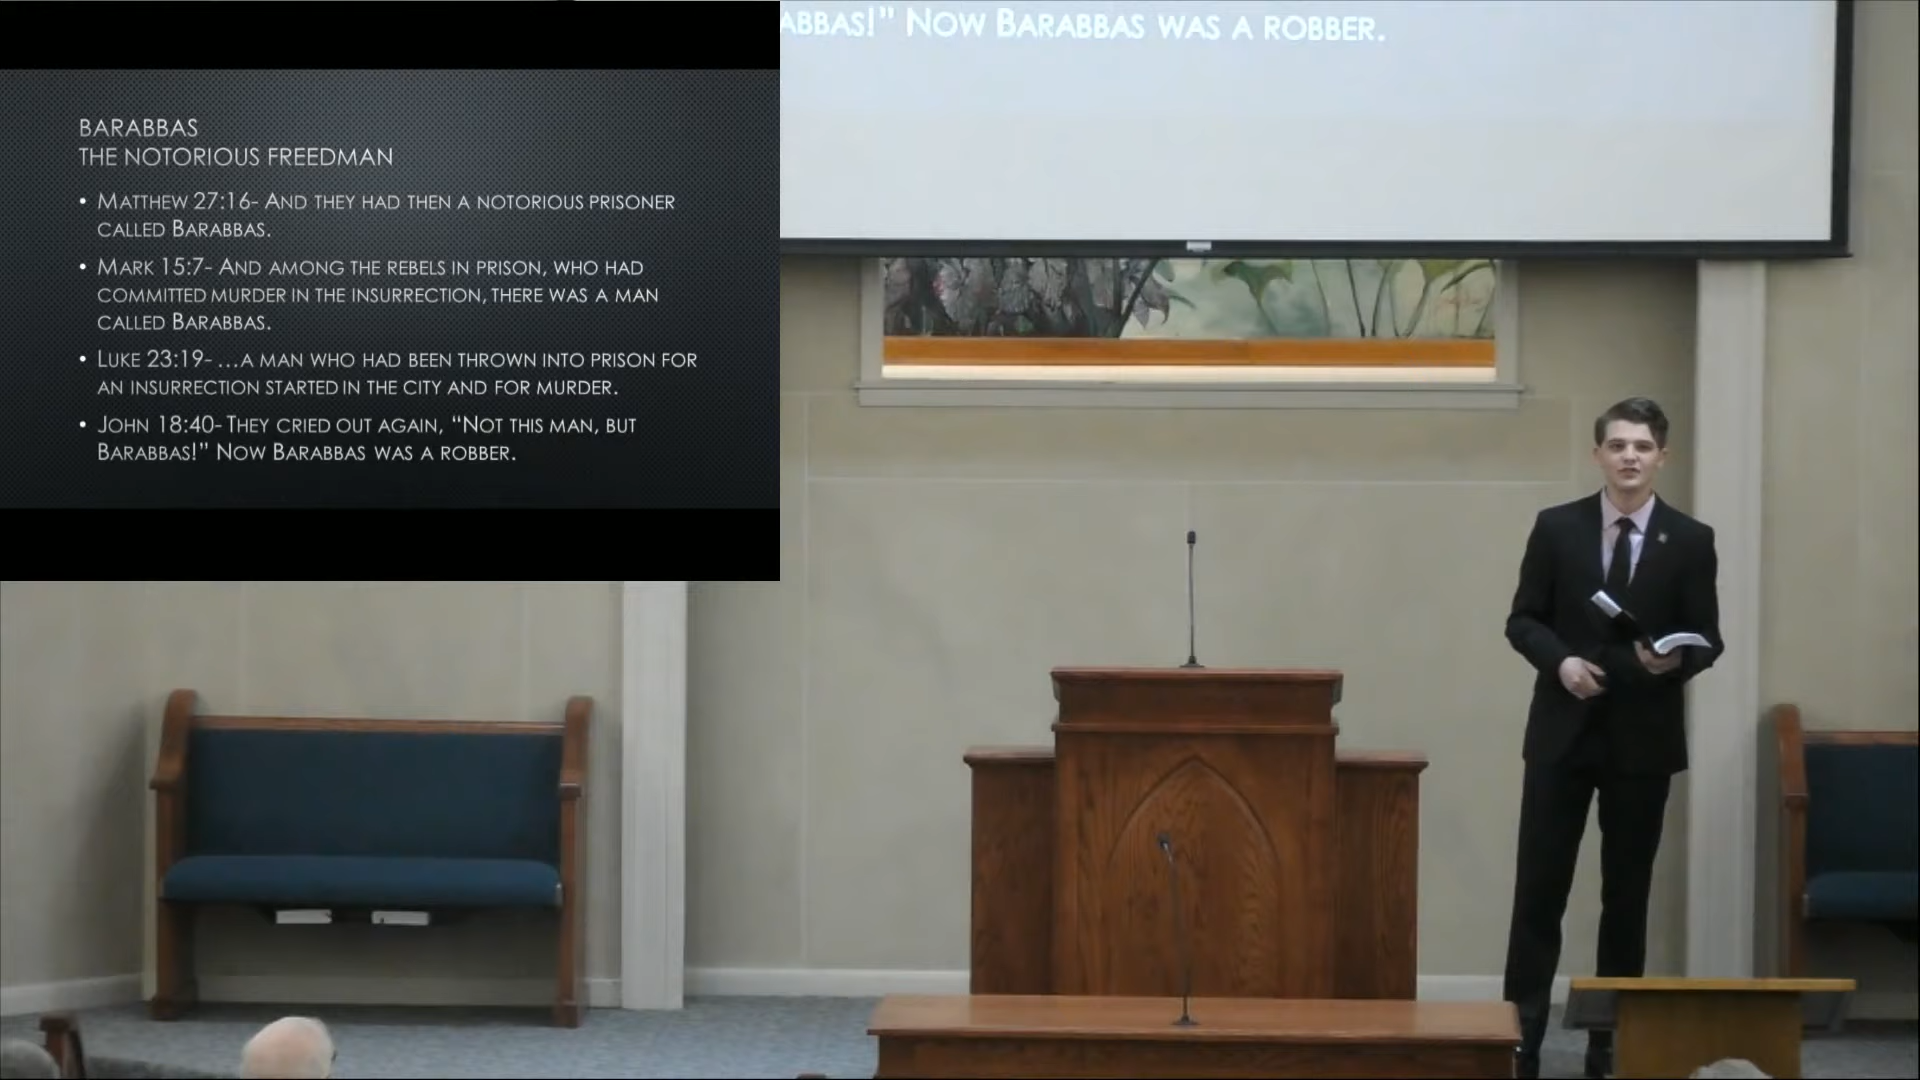 BARABBAS
THE NOTORIOUS FREEDMAN
• MATTHEW 27:16- AND THEY HAD THEN A NOTORIOUS PRISONER
CALLED BARABBAS.
• MARK 15:7- AND AMONG THE REBELS IN PRISON, WHO HAD
COMMITTED MURDER IN THE INSURRECTION, THERE WAS A MAN
CALLED BARABBAS.
• LUKE 23:19- ...A MAN WHO HAD BEEN THROWN INTO PRISON FOR
AN INSURRECTION STARTED IN THE CITY AND FOR MURDER.
• JOHN 18:40- THEY CRIED OUT AGAIN, “NOT THIS MAN, BUT
BARABBAS!” NOW BARABBAS WAS A ROBBER.
ABBAS!” NOW BARABBAS WAS A ROBBER.